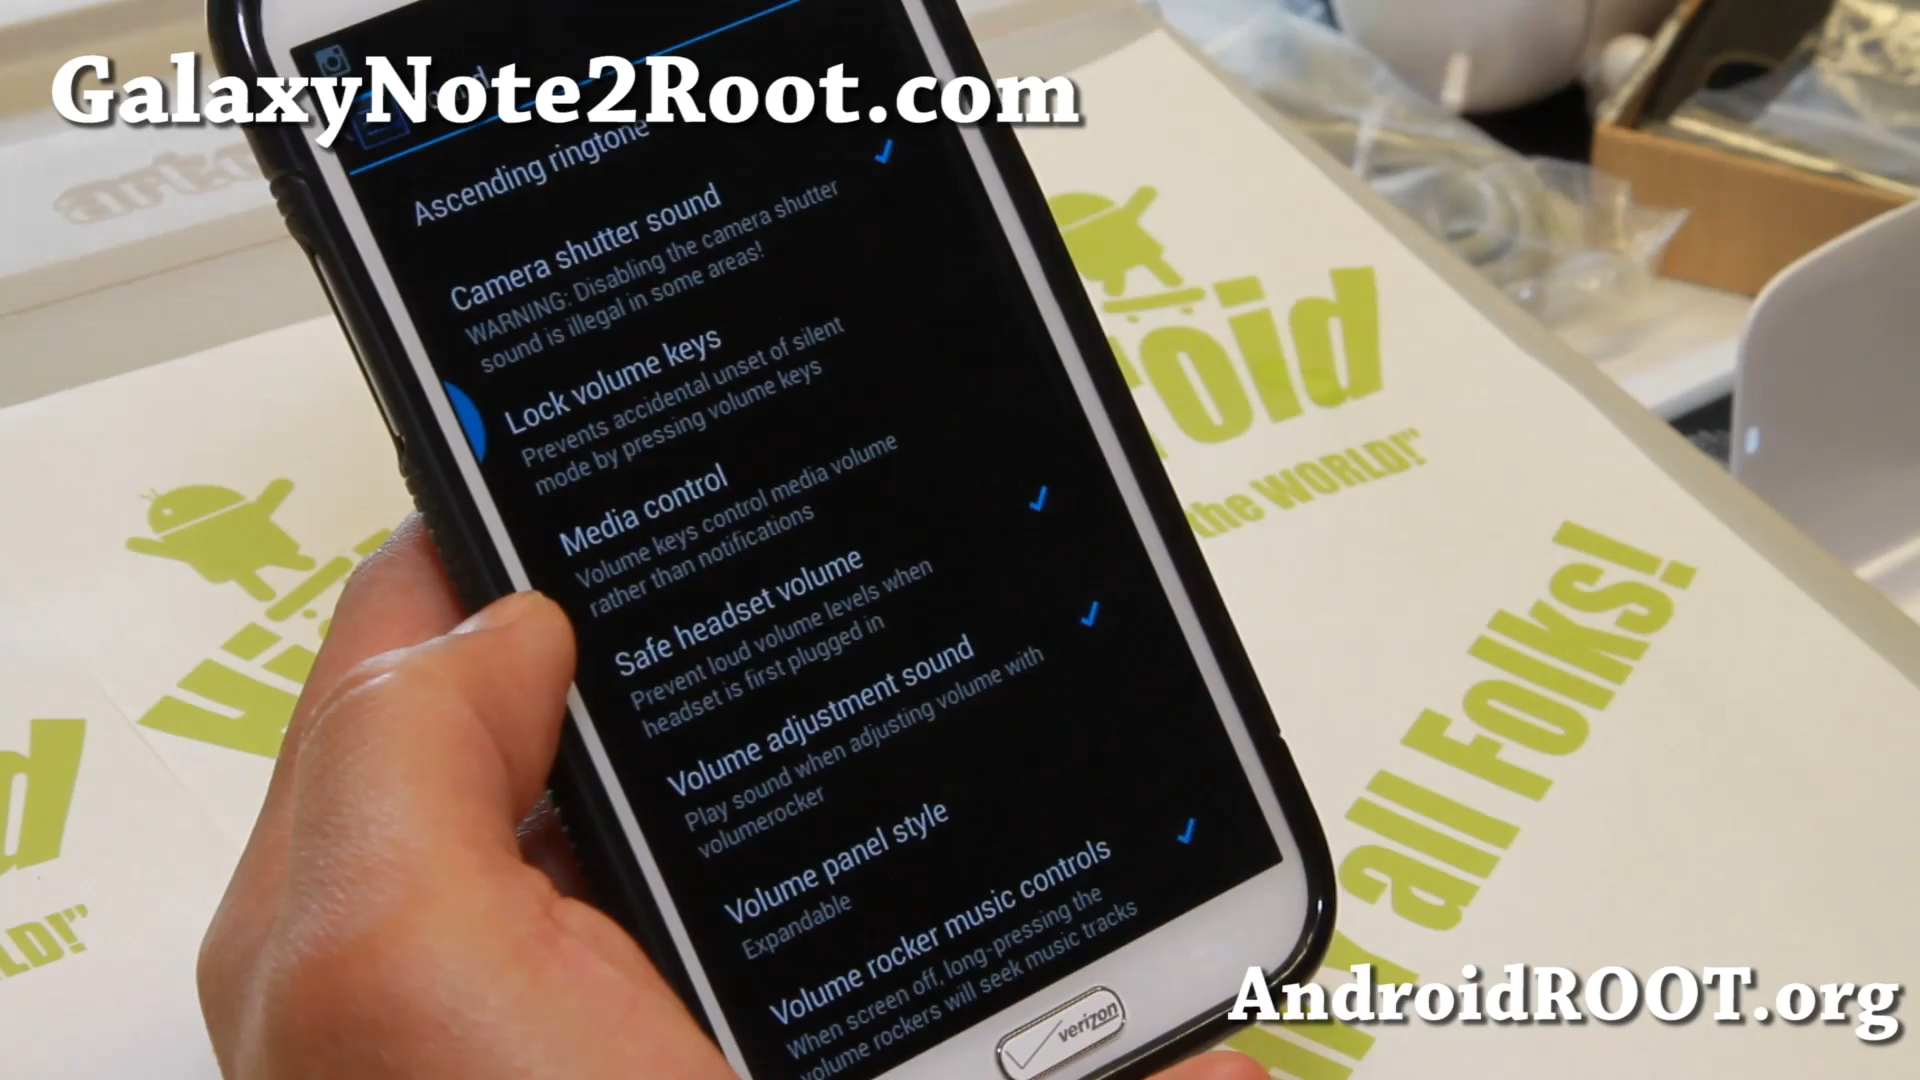 GalaxyNote2Root.com
Ascending ringtone
Camera shutter sound
WARNING: Disabling the camera shutter
sound is illegal in some areas!
Lock volume keys
Prevents accidental unset of silent
mode by pressing volume keys
Media control
Volume keys control media volume
rather than notifications
Safe headset volume
Prevent loud volume levels when
headset is first plugged in
Volume adjustment sound
Play sound when adjusting volume with
volumerocker
Volume panel style
Expandable
Volume rocker music controls
When screen off, long-pressing the
volume rockers will seek music tracks
verizon
the WORLD!"
all Folks!
AndroidROOT.org